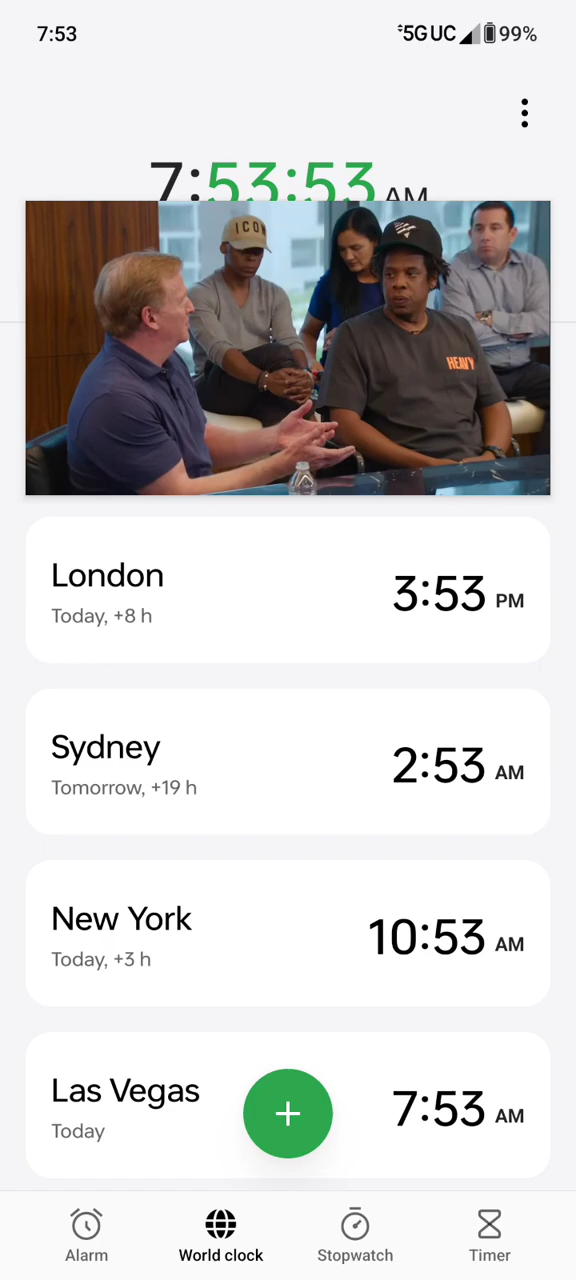 7:53
5G UC 99%
7:53:53 AM
ICON
HEAVY
London
Today, +8 h
3:53 PM
Sydney
Tomorrow, +19 h
2:53 AM
New York
Today, +3 h
10:53 AM
Las Vegas
Today
7:53 AM
+
Alarm
World clock
Stopwatch
Timer